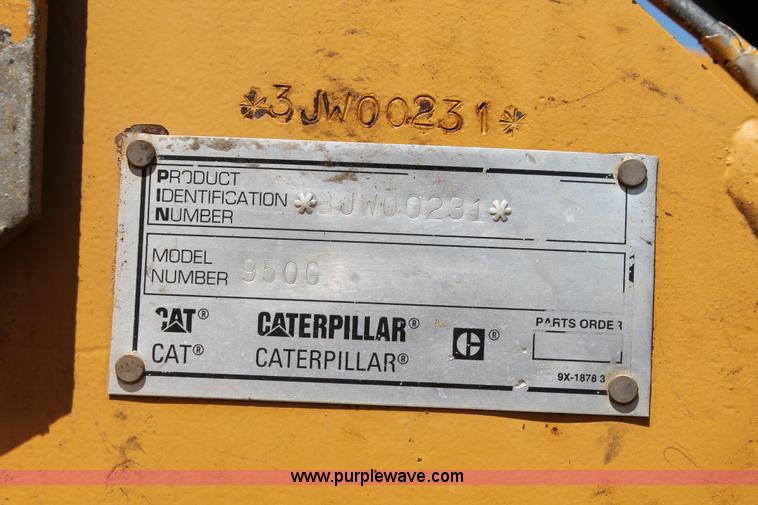 *3JW00231*
PRODUCT
IDENTIFICATION
NUMBER
*3JW00231*
MODEL
NUMBER
950G
CAT® CATERPILLAR® C®
CAT® CATERPILLAR®
PARTS ORDER
9X-1878 3
www.purplewave.com